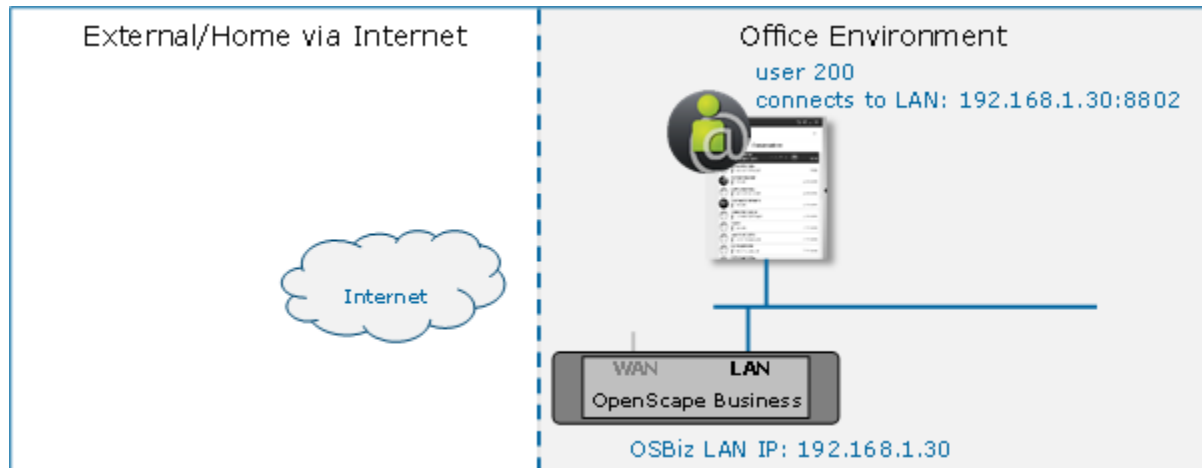 External/Home via Internet
Office Environment
user 200
connects to LAN: 192.168.1.30:8802
@
Internet
WAN
LAN
OpenScape Business
OSBiz LAN IP: 192.168.1.30